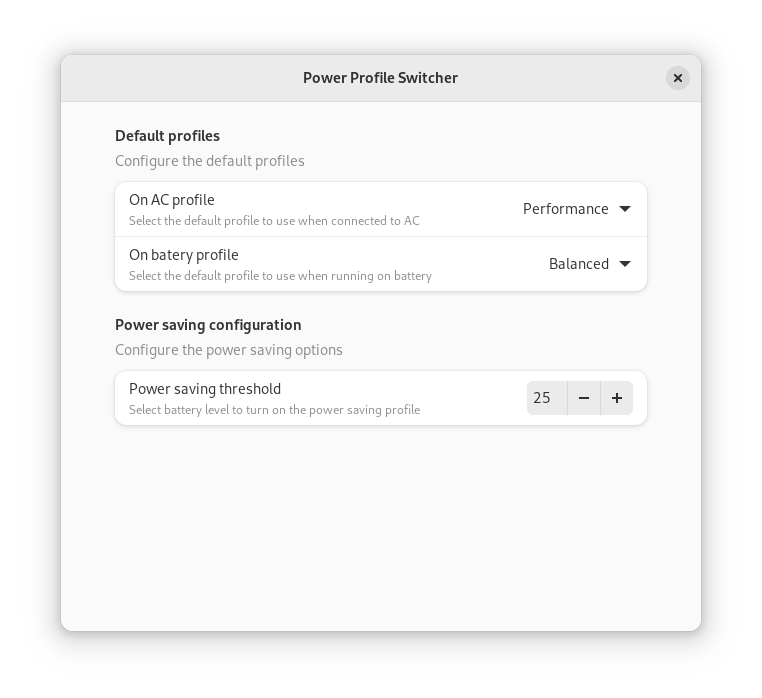 Power Profile Switcher
Default profiles
Configure the default profiles
On AC profile
Select the default profile to use when connected to AC
Performance
On batery profile
Select the default profile to use when running on battery
Balanced
Power saving configuration
Configure the power saving options
Power saving threshold
Select battery level to turn on the power saving profile
25